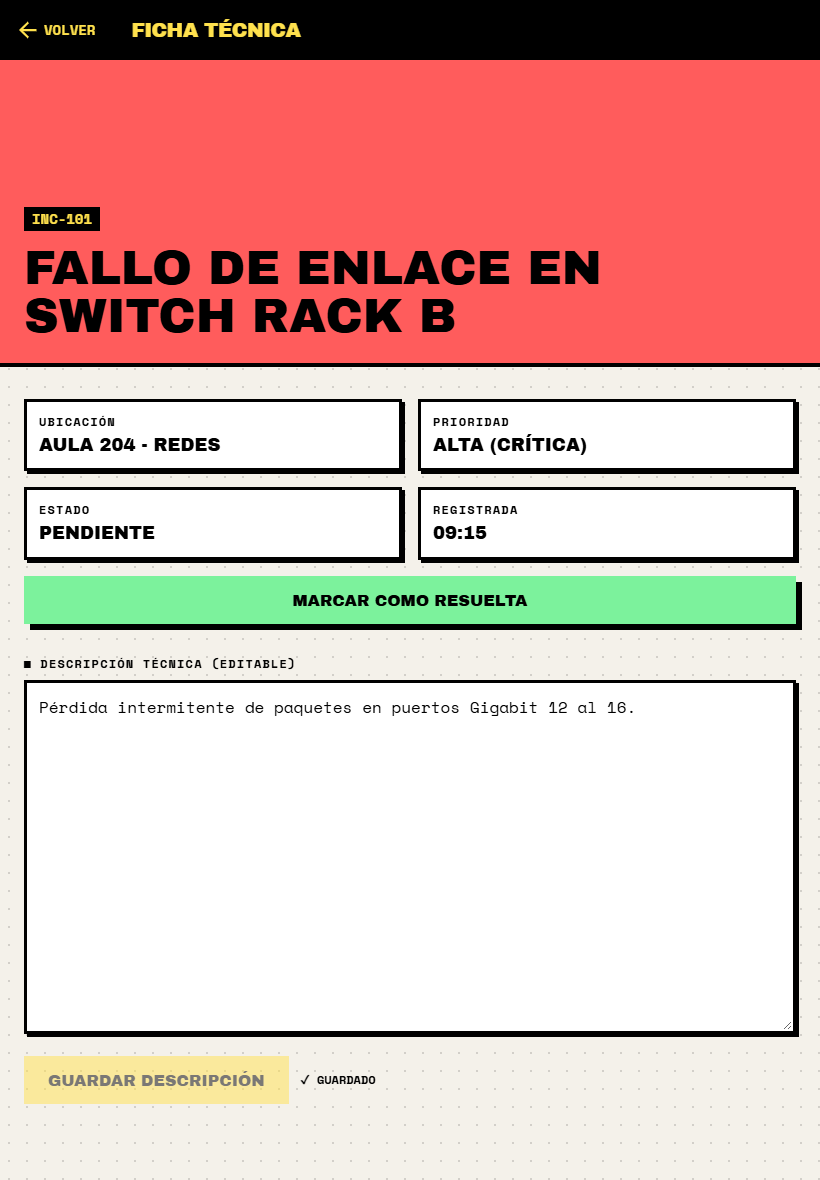 ← VOLVER
FICHA TÉCNICA
INC-101
FALLO DE ENLACE EN
SWITCH RACK B
UBICACIÓN
AULA 204 - REDES
PRIORIDAD
ALTA (CRÍTICA)
ESTADO
PENDIENTE
REGISTRADA
09:15
MARCAR COMO RESUELTA
■ DESCRIPCIÓN TÉCNICA (EDITABLE)
Pérdida intermitente de paquetes en puertos Gigabit 12 al 16.
GUARDAR DESCRIPCIÓN
✓ GUARDADO